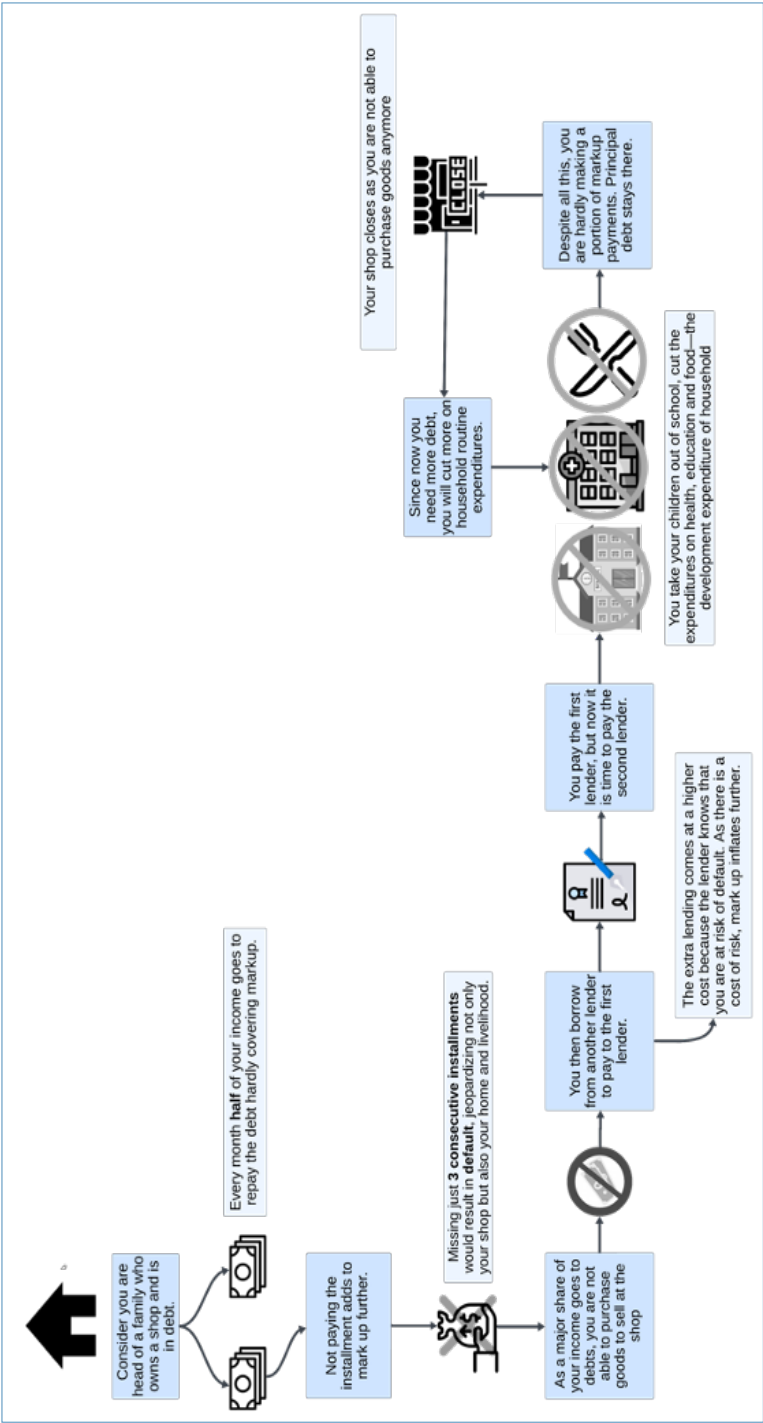 Consider you are
head of a family who
owns a shop and is
in debt.
Every month half of your income goes to
repay the debt hardly covering markup.
Not paying the
installment adds to
mark up further.
Missing just 3 consecutive installments
would result in default, jeopardizing not only
your shop but also your home and livelihood.
As a major share of
your income goes to
debts, you are not
able to purchase
goods to sell at the
shop
You then borrow
from another lender
to pay to the first
lender.
The extra lending comes at a higher
cost because the lender knows that
you are at risk of default. As there is a
cost of risk, mark up inflates further.
You pay the first
lender, but now it
is time to pay the
second lender.
You take your children out of school, cut the
expenditures on health, education and food—the
development expenditure of household
Despite all this, you
are hardly making a
portion of markup
payments. Principal
debt stays there.
CLOSE
Your shop closes as you are not able to
purchase goods anymore
Since now you
need more debt,
you will cut more on
household routine
expenditures.